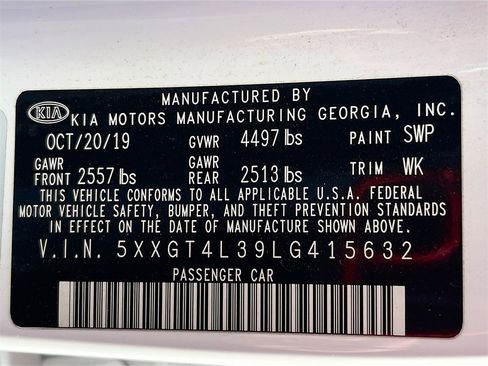 MANUFACTURED BY
KIA KIA MOTORS MANUFACTURING GEORGIA, INC.
OCT/20/19 GVWR 4497 lbs PAINT SWP
GAWR FRONT 2557 lbs GAWR REAR 2513 lbs TRIM WK
THIS VEHICLE CONFORMS TO ALL APPLICABLE U.S.A. FEDERAL
MOTOR VEHICLE SAFETY, BUMPER, AND THEFT PREVENTION STANDARDS
IN EFFECT ON THE DATE OF MANUFACTURE SHOWN ABOVE.
V.I.N. 5XXGT4L39LG415632
PASSENGER CAR